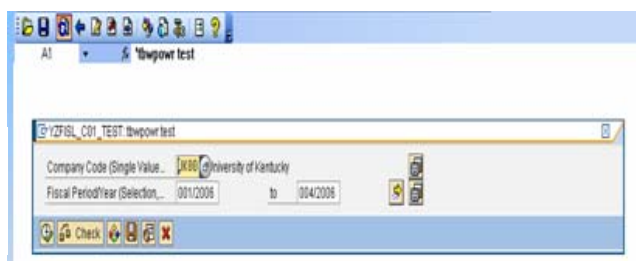 A1 'tbwpowr test
YZFISL_C01_TEST: tbwpowr test
Company Code (Single Value... UK00 University of Kentucky
Fiscal Period/Year (Selection,... 001/2006 to 004/2006
Check